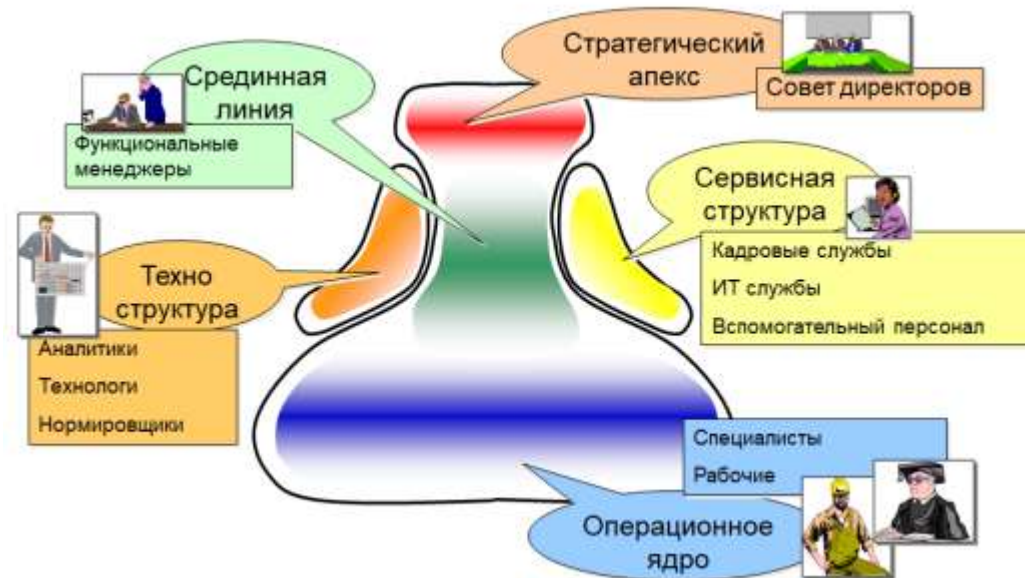 Стратегический
апекс
Совет директоров
Срединная
линия
Функциональные
менеджеры
Сервисная
структура
Кадровые службы
ИТ службы
Вспомогательный персонал
Техно
структура
Аналитики
Технологи
Нормировщики
Специалисты
Рабочие
Операционное
ядро